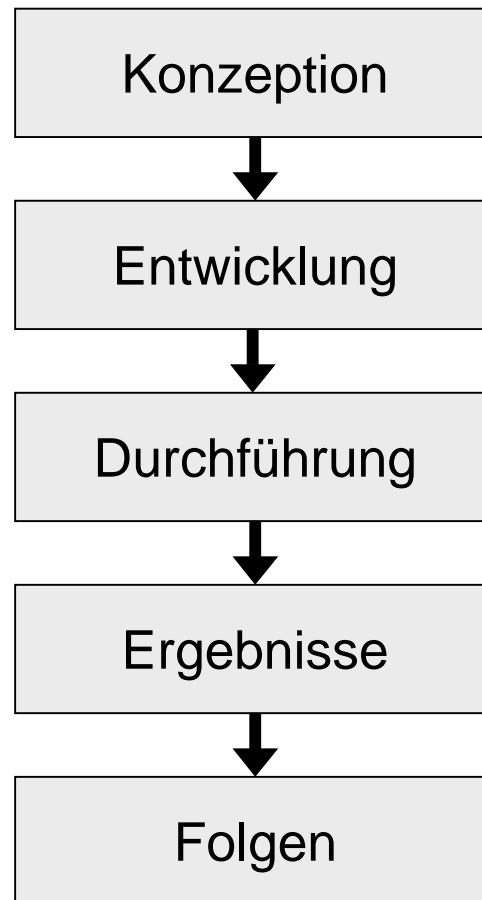 Konzeption
Entwicklung
Durchführung
Ergebnisse
Folgen